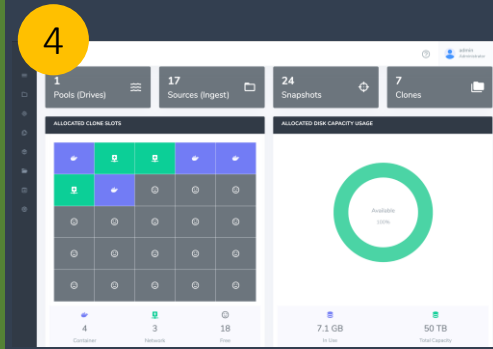 4
admin
Administrator
1
Pools (Drives)
17
Sources (Ingest)
24
Snapshots
7
Clones
ALLOCATED CLONE SLOTS
ALLOCATED DISK CAPACITY USAGE
Available
100%
4
Container
3
Network
18
Free
7.1 GB
In Use
50 TB
Total Capacity